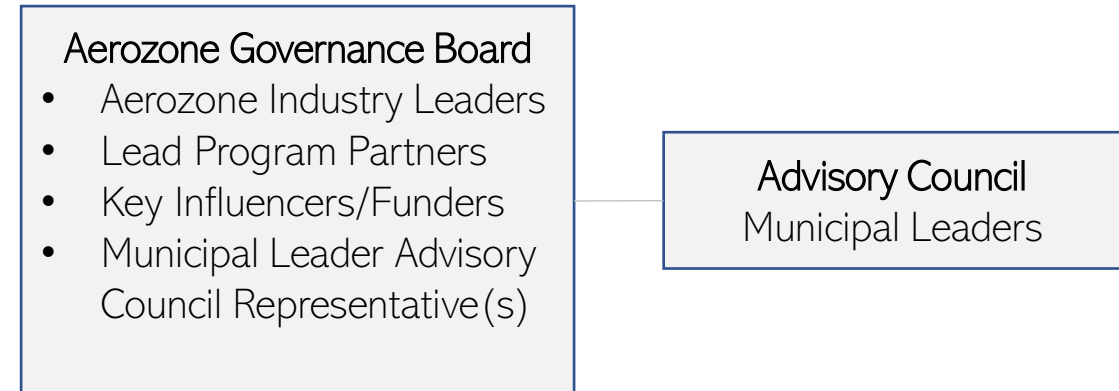 Aerozone Governance Board
• Aerozone Industry Leaders
• Lead Program Partners
• Key Influencers/Funders
• Municipal Leader Advisory
Council Representative(s)
Advisory Council
Municipal Leaders